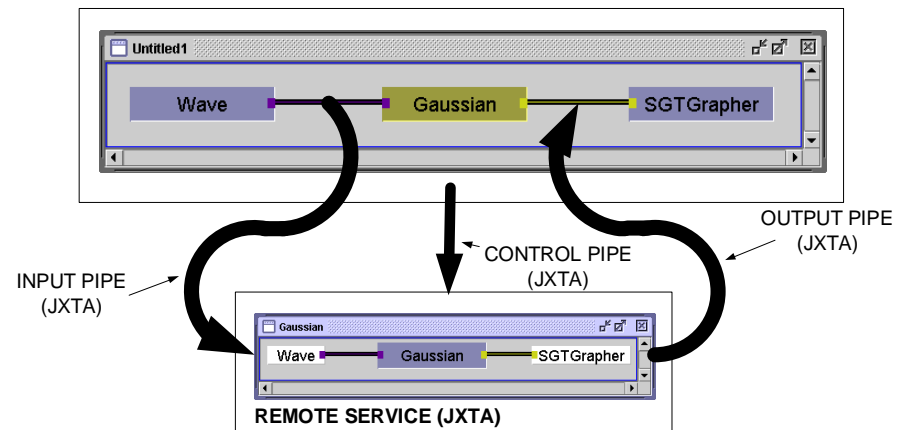 Untitled1
Wave
Gaussian
SGTGrapher
OUTPUT PIPE
(JXTA)
CONTROL PIPE
(JXTA)
INPUT PIPE
(JXTA)
Gaussian
Wave
Gaussian
SGTGrapher
REMOTE SERVICE (JXTA)